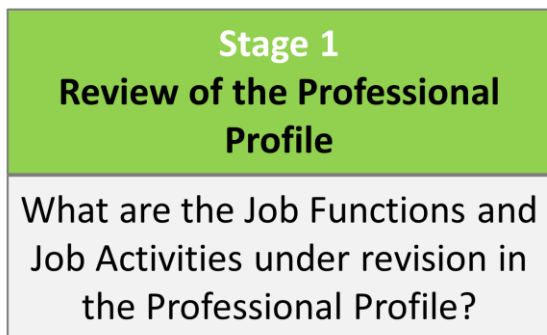 Stage 1
Review of the Professional
Profile
What are the Job Functions and
Job Activities under revision in
the Professional Profile?